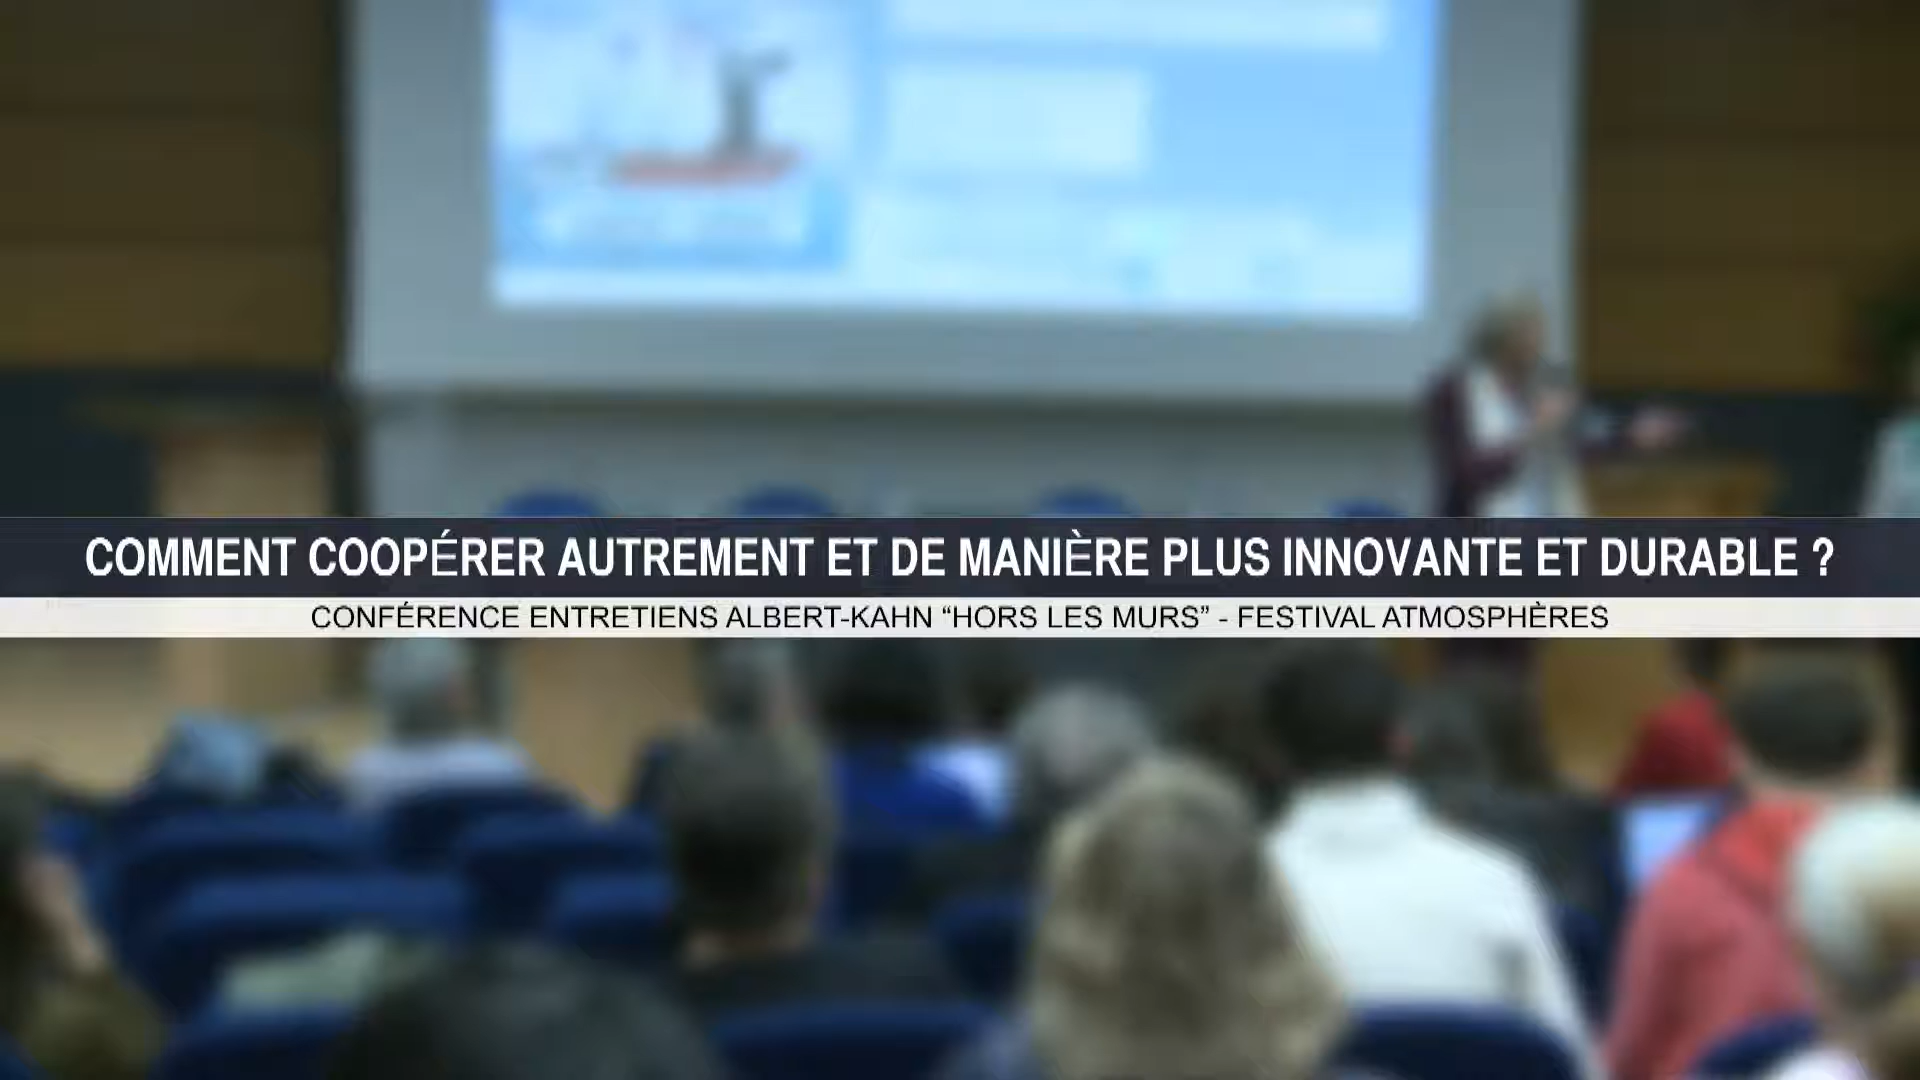 COMMENT COOPÉRER AUTREMENT ET DE MANIÈRE PLUS INNOVANTE ET DURABLE ?
CONFÉRENCE ENTRETIENS ALBERT-KAHN “HORS LES MURS” - FESTIVAL ATMOSPHÈRES